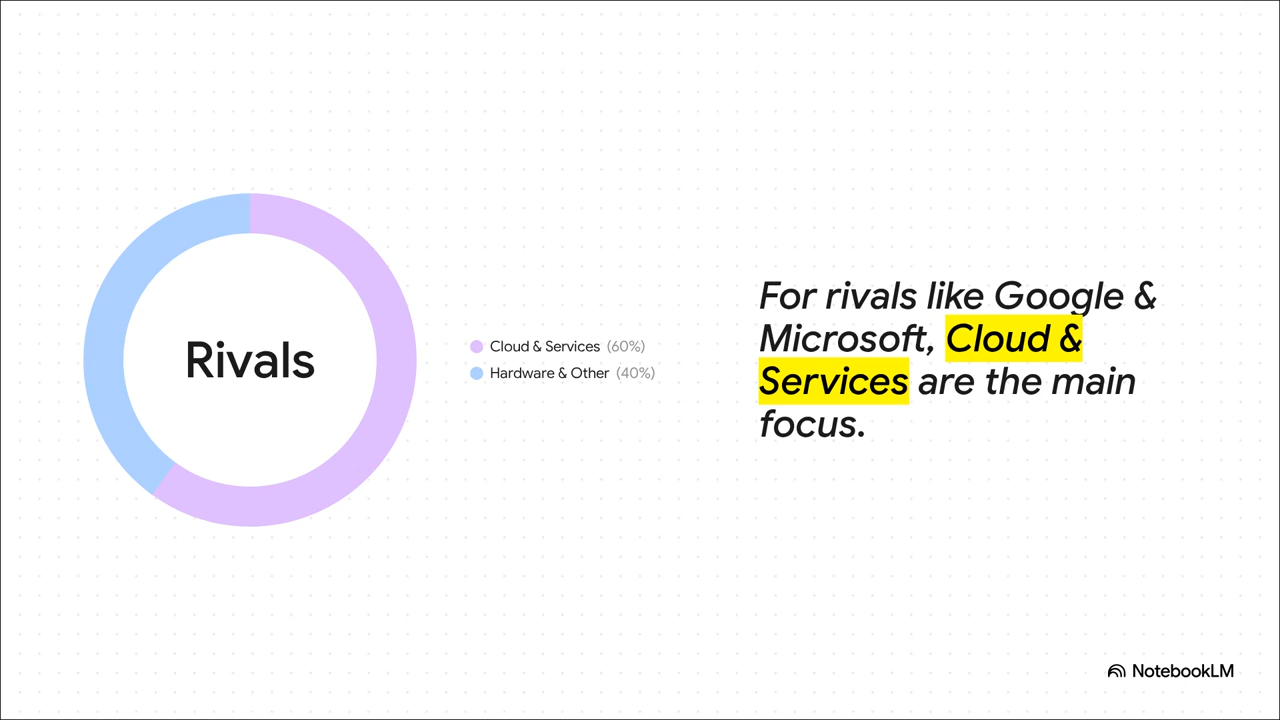 Rivals
Cloud & Services (60%)
Hardware & Other (40%)
For rivals like Google &
Microsoft, Cloud &
Services are the main
focus.
NotebookLM